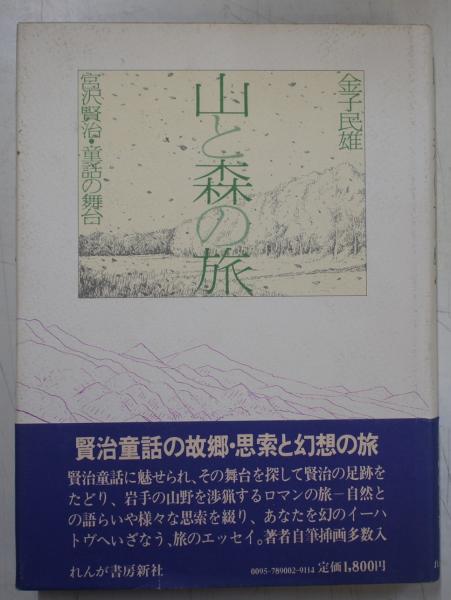 金子民雄
山と森の旅
宮沢賢治・童話の舞台
賢治童話の故郷・思索と幻想の旅
賢治童話に魅せられ、その舞台を探して賢治の足跡を
たどり、岩手の山野を渉猟するロマンの旅―自然と
の語らいや様々な思索を綴り、あなたを幻のイーハ
トヴへいざなう、旅のエッセイ。著者自筆挿画多数入
れんが書房新社
0095-789002-9114 定価1,800円